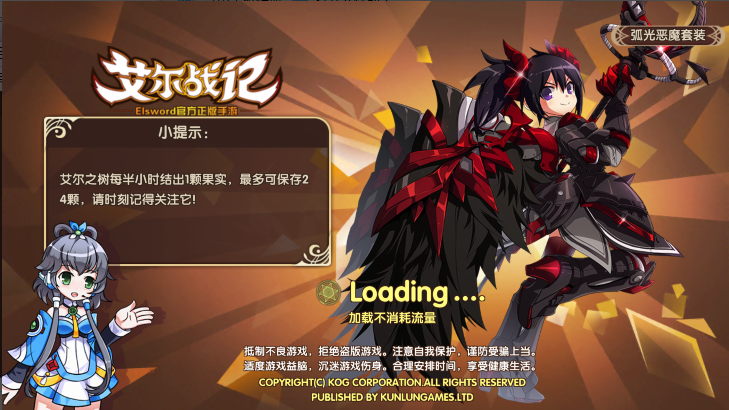 弧光恶魔套装
艾尔战记
Elsword官方正版手游
小提示：
艾尔之树每半小时结出1颗果实，最多可保存2
4颗，请时刻记得关注它!
Loading....
加载不消耗流量
抵制不良游戏，拒绝盗版游戏。注意自我保护，谨防受骗上当。
适度游戏益脑，沉迷游戏伤身。合理安排时间，享受健康生活。
COPYRIGHT(C) KOG CORPORATION.ALL RIGHTS RESERVED
PUBLISHED BY KUNLUNGAMES.LTD